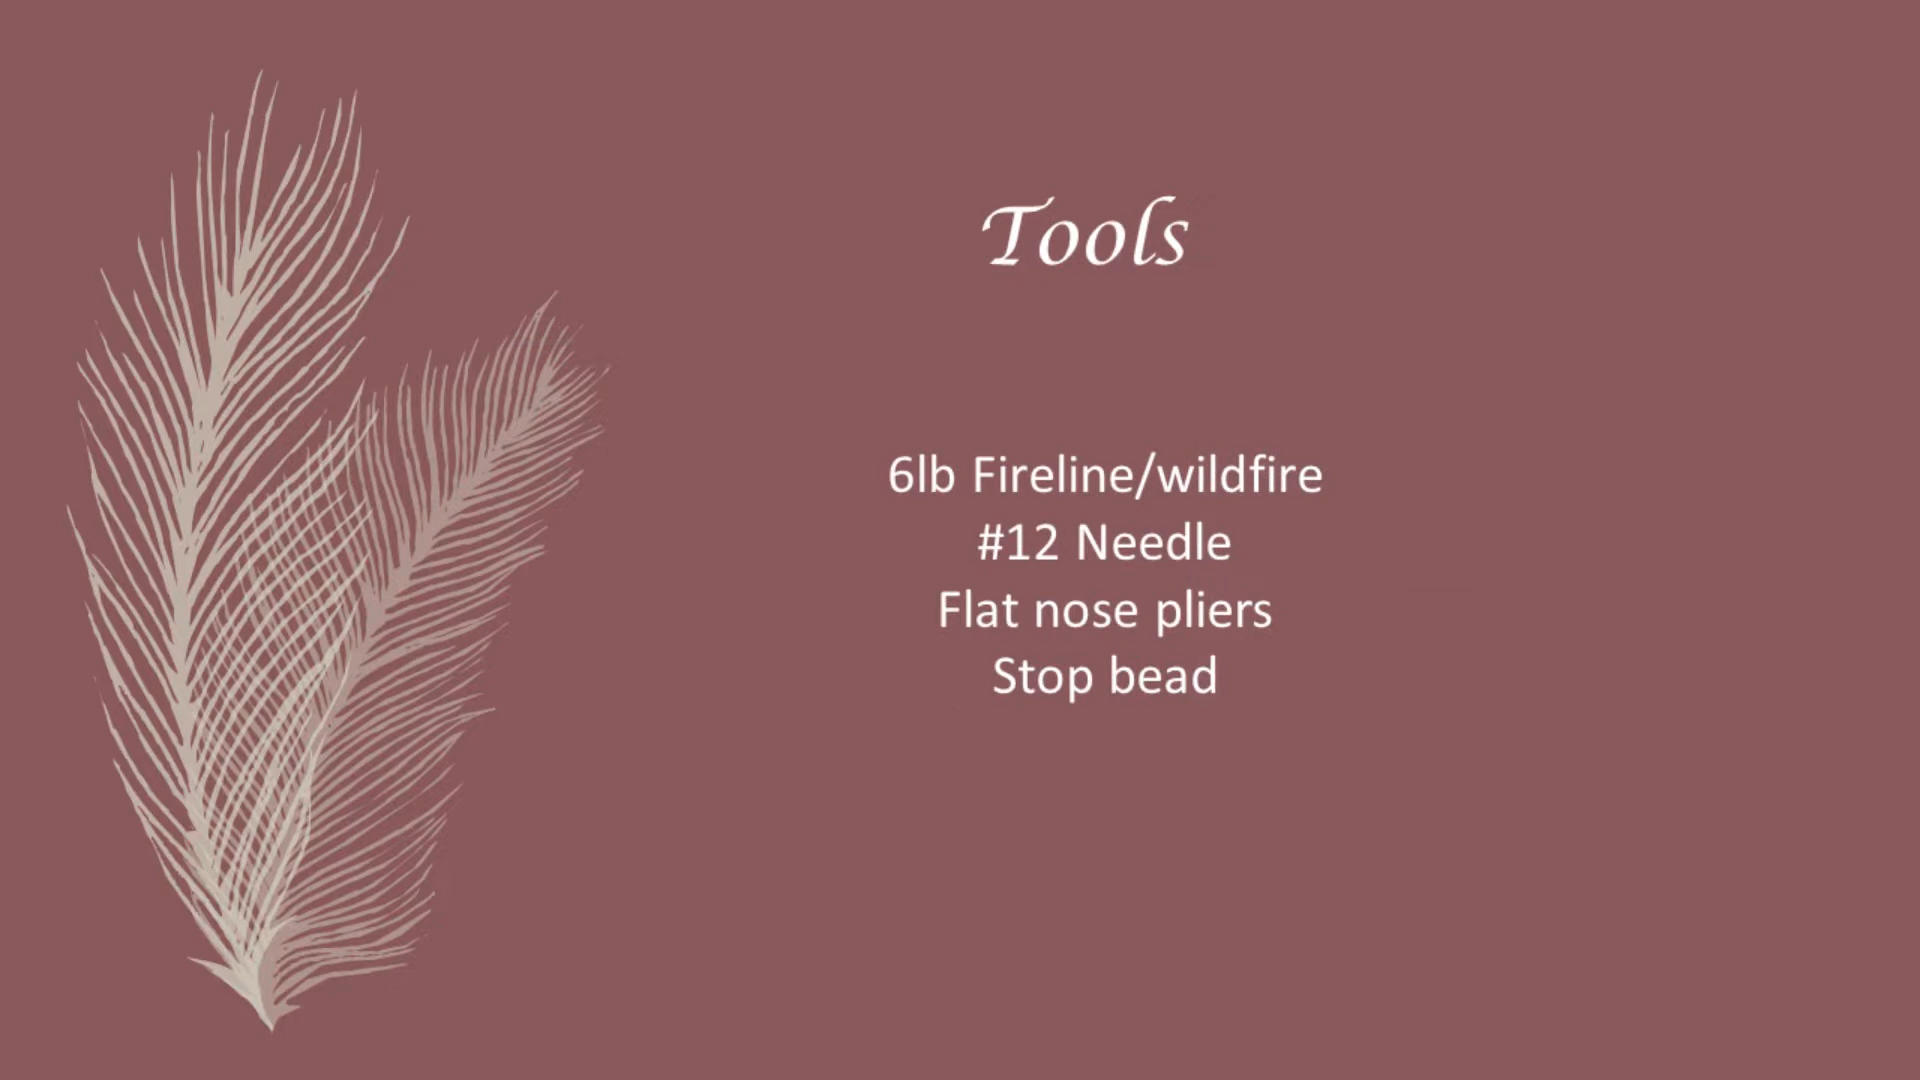 Tools
6lb Fireline/wildfire
#12 Needle
Flat nose pliers
Stop bead